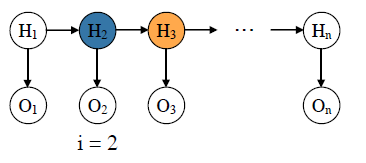 H₁ H₂ H₃ ... Hₙ
O₁ O₂ O₃ Oₙ
i = 2